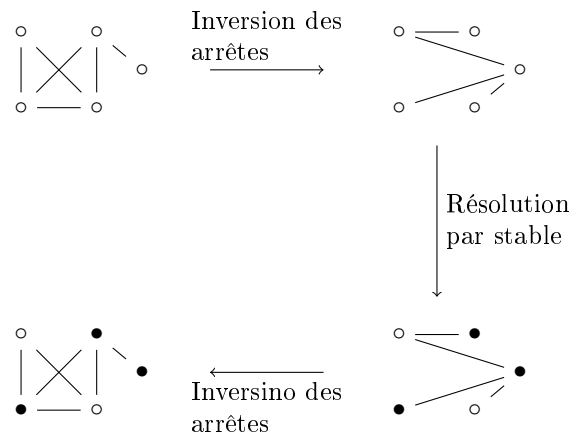 Inversion des
arrêtes
Résolution
par stable
Inversino des
arrêtes